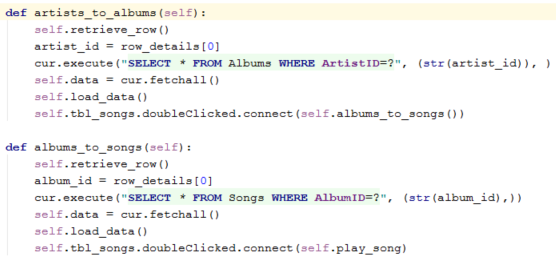 def artists_to_albums(self):
    self.retrieve_row()
    artist_id = row_details[0]
    cur.execute("SELECT * FROM Albums WHERE ArtistID=?", (str(artist_id)), )
    self.data = cur.fetchall()
    self.load_data()
    self.tbl_songs.doubleClicked.connect(self.albums_to_songs())

def albums_to_songs(self):
    self.retrieve_row()
    album_id = row_details[0]
    cur.execute("SELECT * FROM Songs WHERE AlbumID=?", (str(album_id),))
    self.data = cur.fetchall()
    self.load_data()
    self.tbl_songs.doubleClicked.connect(self.play_song)